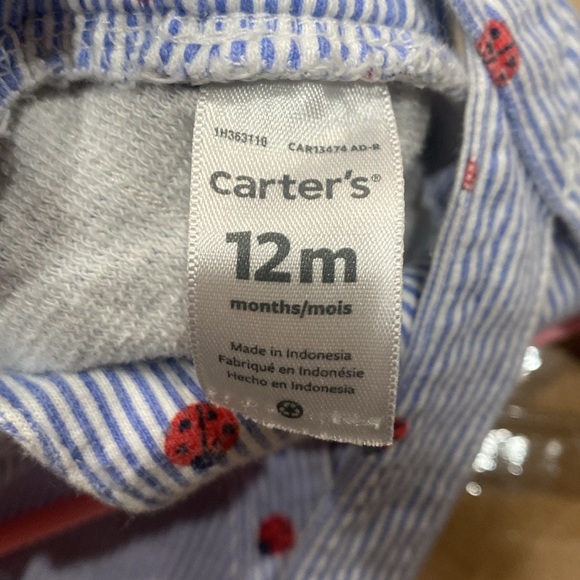 1H363110 CAR13474 AD-R
carter's®
12m
months/mois
Made in Indonesia
Fabriqué en Indonésie
Hecho en Indonesia